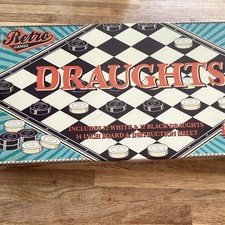 Retro
GAMES
DRAUGHTS
INCLUDES 12 WHITE & 12 BLACK DRAUGHTS
14 INCH BOARD & INSTRUCTION SHEET